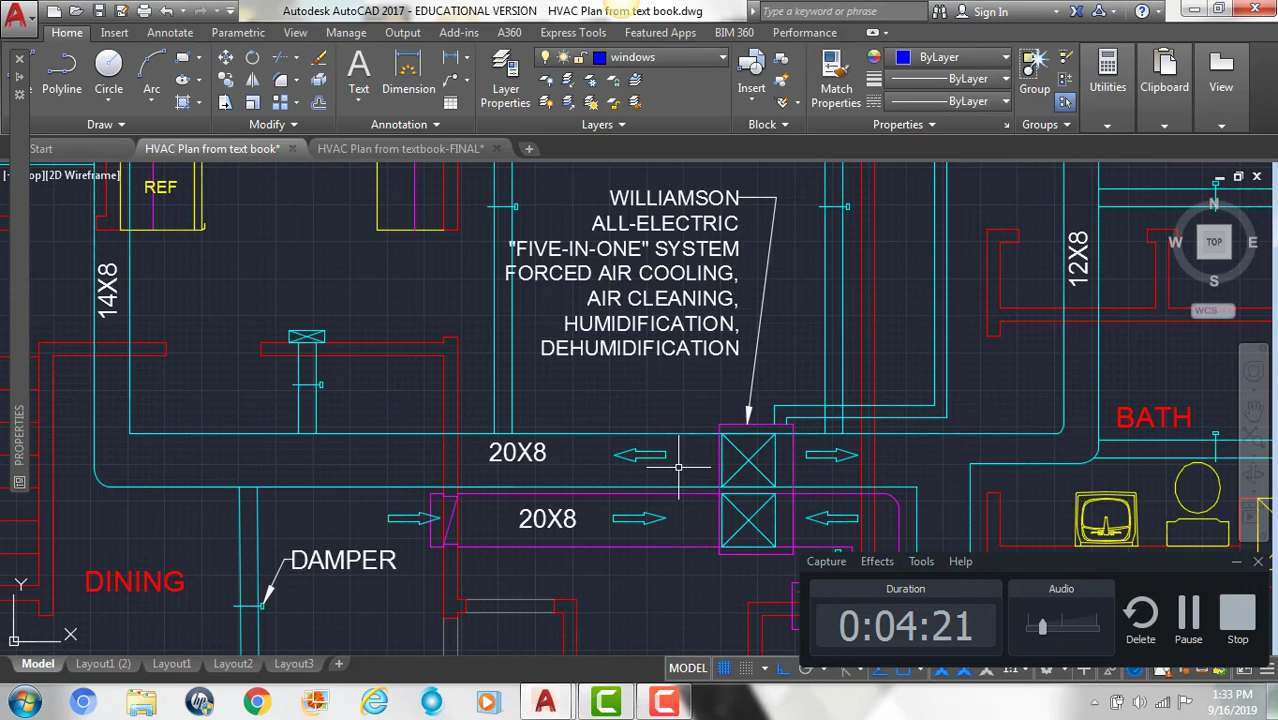 Autodesk AutoCAD 2017 - EDUCATIONAL VERSION HVAC Plan from text book.dwg
Type a keyword or phrase
Sign In
Home Insert Annotate Parametric View Manage Output Add-ins A360 Express Tools Featured Apps BIM 360 Performance
Polyline Circle Arc
Text Dimension
Layer Properties
windows
Insert
Match Properties
ByLayer
ByLayer
ByLayer
Group
Utilities
Clipboard
View
Draw Modify Annotation Layers Block Properties Groups
Start
HVAC Plan from text book*
HVAC Plan from textbook-FINAL*
[2D Wireframe]
REF
WILLIAMSON
ALL-ELECTRIC
"FIVE-IN-ONE" SYSTEM
FORCED AIR COOLING,
AIR CLEANING,
HUMIDIFICATION,
DEHUMIDIFICATION
N
W TOP E
S
WCS
14X8
12X8
BATH
20X8
20X8
PROPERTIES
DAMPER
DINING
Y
X
Capture Effects Tools Help
Duration
Audio
0:04:21
Delete Pause Stop
Model Layout1 (2) Layout1 Layout2 Layout3
MODEL
1:1
1:33 PM
9/16/2019